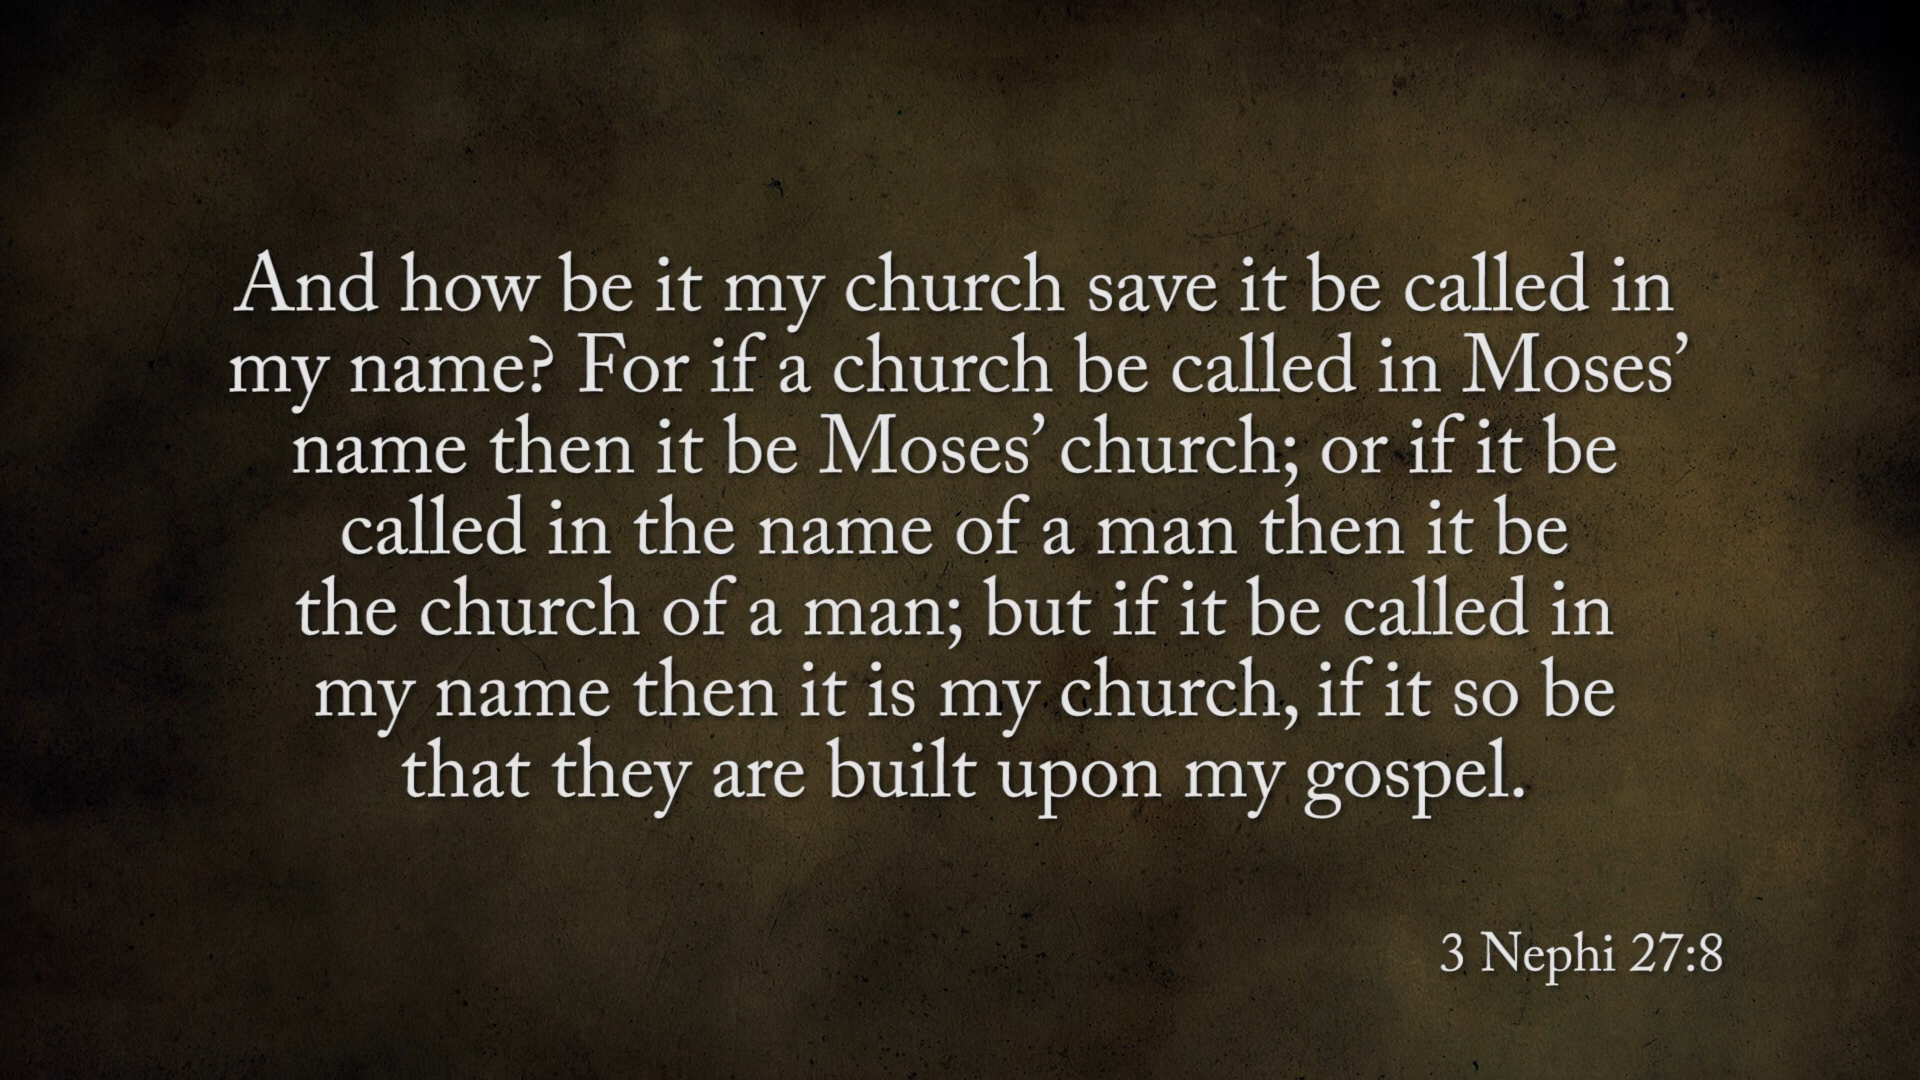 And how be it my church save it be called in
my name? For if a church be called in Moses’
name then it be Moses’ church; or if it be
called in the name of a man then it be
the church of a man; but if it be called in
my name then it is my church, if it so be
that they are built upon my gospel.
3 Nephi 27:8